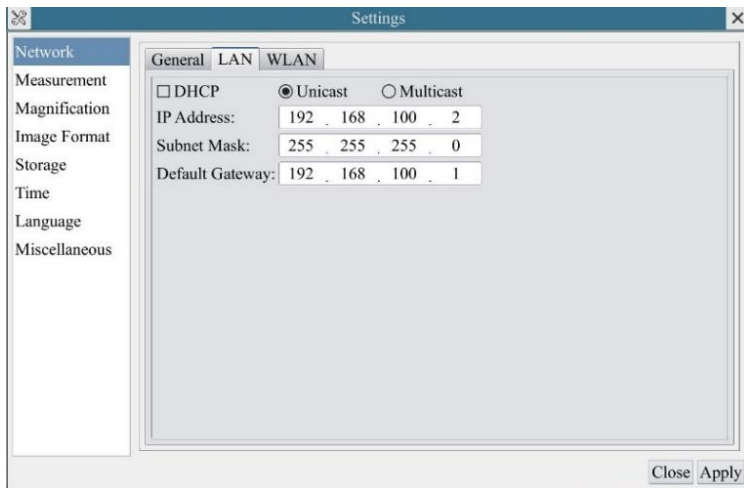 Settings
Network
Measurement
Magnification
Image Format
Storage
Time
Language
Miscellaneous
General LAN WLAN
DHCP Unicast Multicast
IP Address: 192 . 168 . 100 . 2
Subnet Mask: 255 . 255 . 255 . 0
Default Gateway: 192 . 168 . 100 . 1
Close Apply